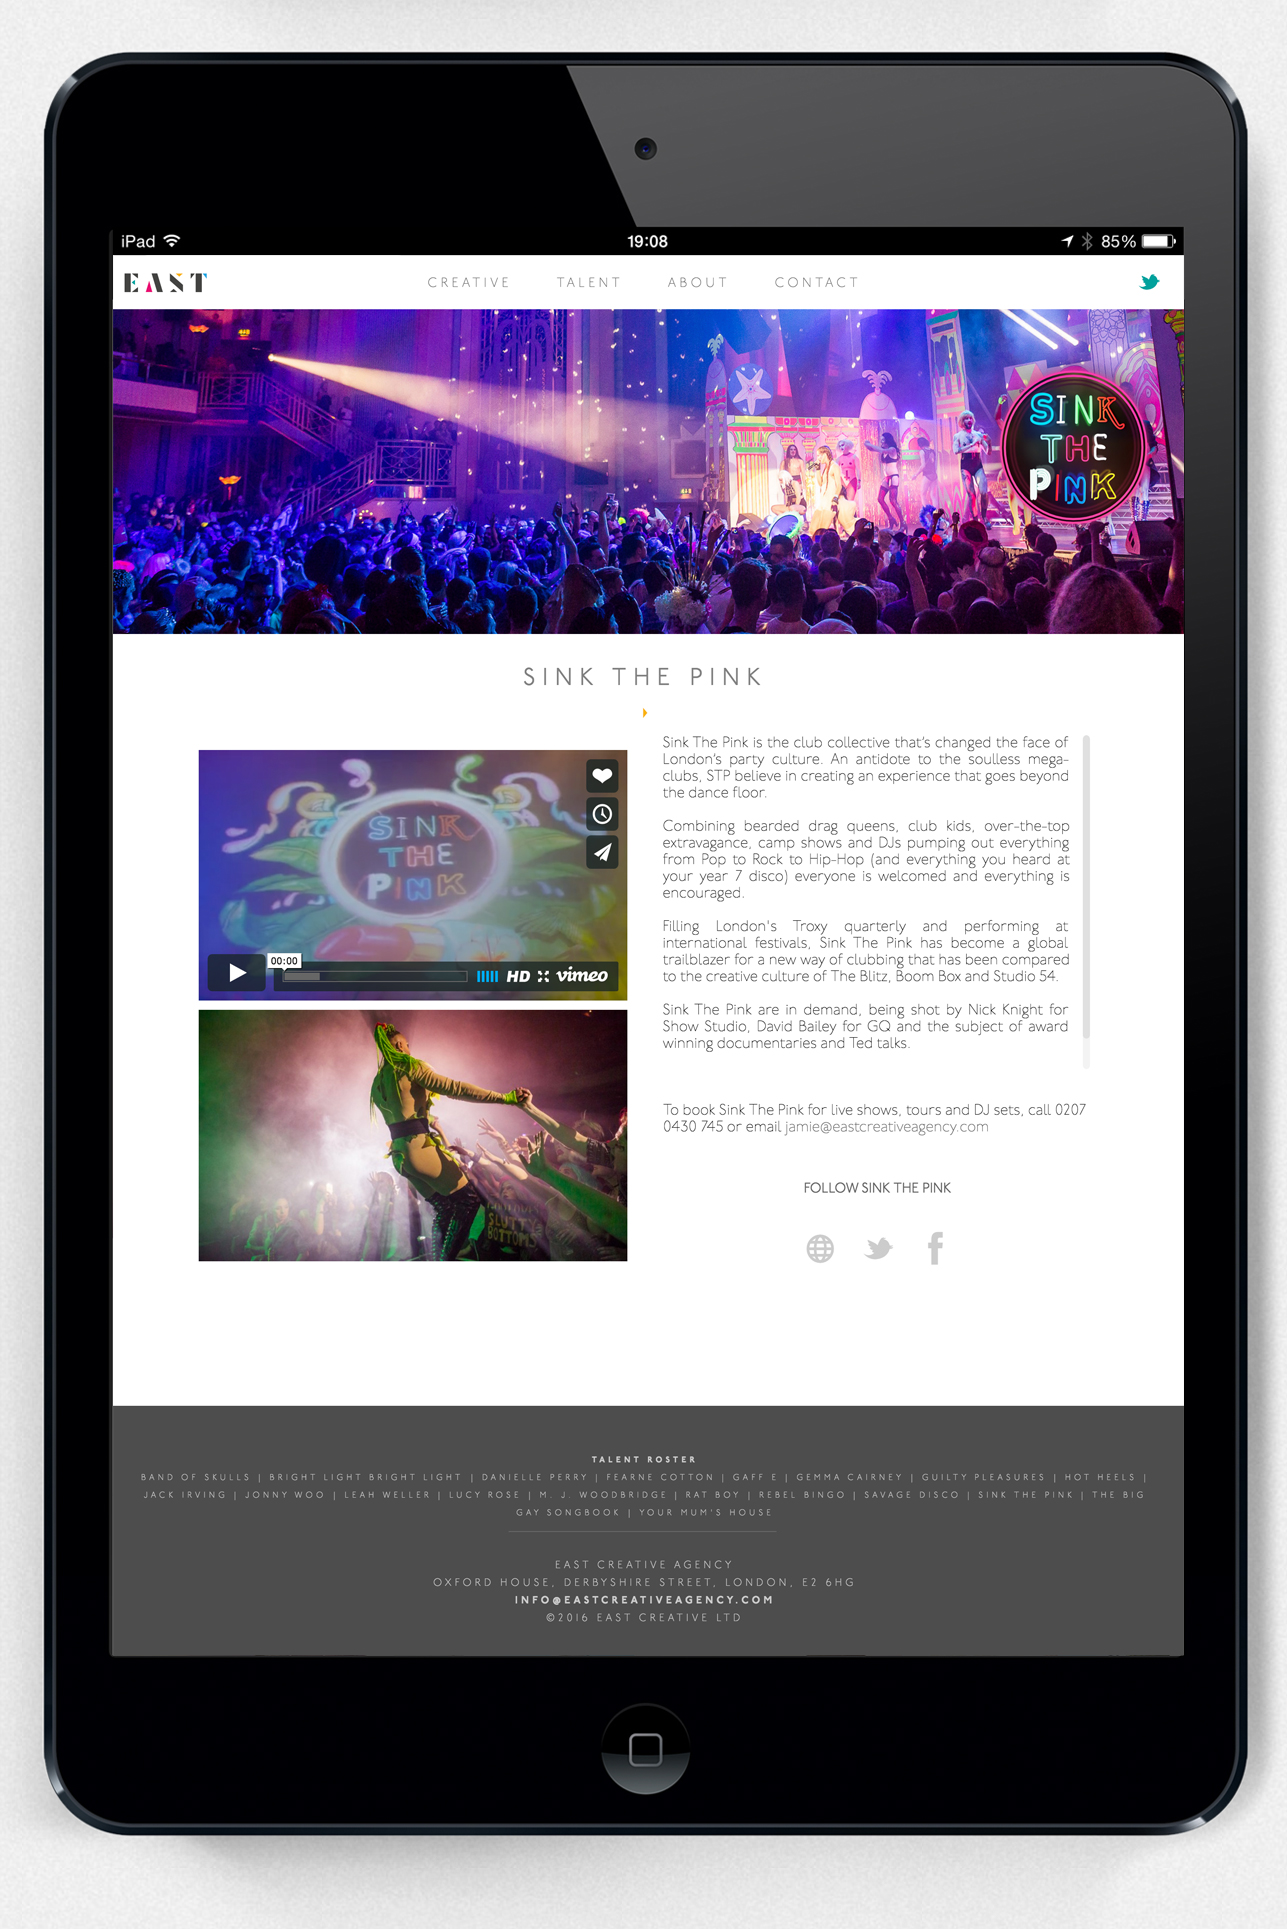 iPad 19:08 85%
EAST CREATIVE TALENT ABOUT CONTACT
SINK
THE
PINK
SINK THE PINK
SINK
THE
PINK
00:00
HD vimeo
SLUTTY
BOTTOMS
Sink The Pink is the club collective that's changed the face of
London's party culture. An antidote to the soulless mega-
clubs, STP believe in creating an experience that goes beyond
the dance floor.
Combining bearded drag queens, club kids, over-the-top
extravagance, camp shows and DJs pumping out everything
from Pop to Rock to Hip-Hop (and everything you heard at
your year 7 disco) everyone is welcomed and everything is
encouraged.
Filling London's Troxy quarterly and performing at
international festivals, Sink The Pink has become a global
trailblazer for a new way of clubbing that has been compared
to the creative culture of The Blitz, Boom Box and Studio 54.
Sink The Pink are in demand, being shot by Nick Knight for
Show Studio, David Bailey for GQ and the subject of award
winning documentaries and Ted talks.
To book Sink The Pink for live shows, tours and DJ sets, call 0207
0430 745 or email jamie@eastcreativeagency.com
FOLLOW SINK THE PINK
TALENT ROSTER
BAND OF SKULLS | BRIGHT LIGHT BRIGHT LIGHT | DANIELLE PERRY | FEARNE COTTON | GAFF E | GEMMA CAIRNEY | GUILTY PLEASURES | HOT HEELS |
JACK IRVING | JONNY WOO | LEAH WELLER | LUCY ROSE | M. J. WOODBRIDGE | RAT BOY | REBEL BINGO | SAVAGE DISCO | SINK THE PINK | THE BIG
GAY SONGBOOK | YOUR MUM'S HOUSE
EAST CREATIVE AGENCY
OXFORD HOUSE, DERBYSHIRE STREET, LONDON, E2 6HG
INFO@EASTCREATIVEAGENCY.COM
©2016 EAST CREATIVE LTD